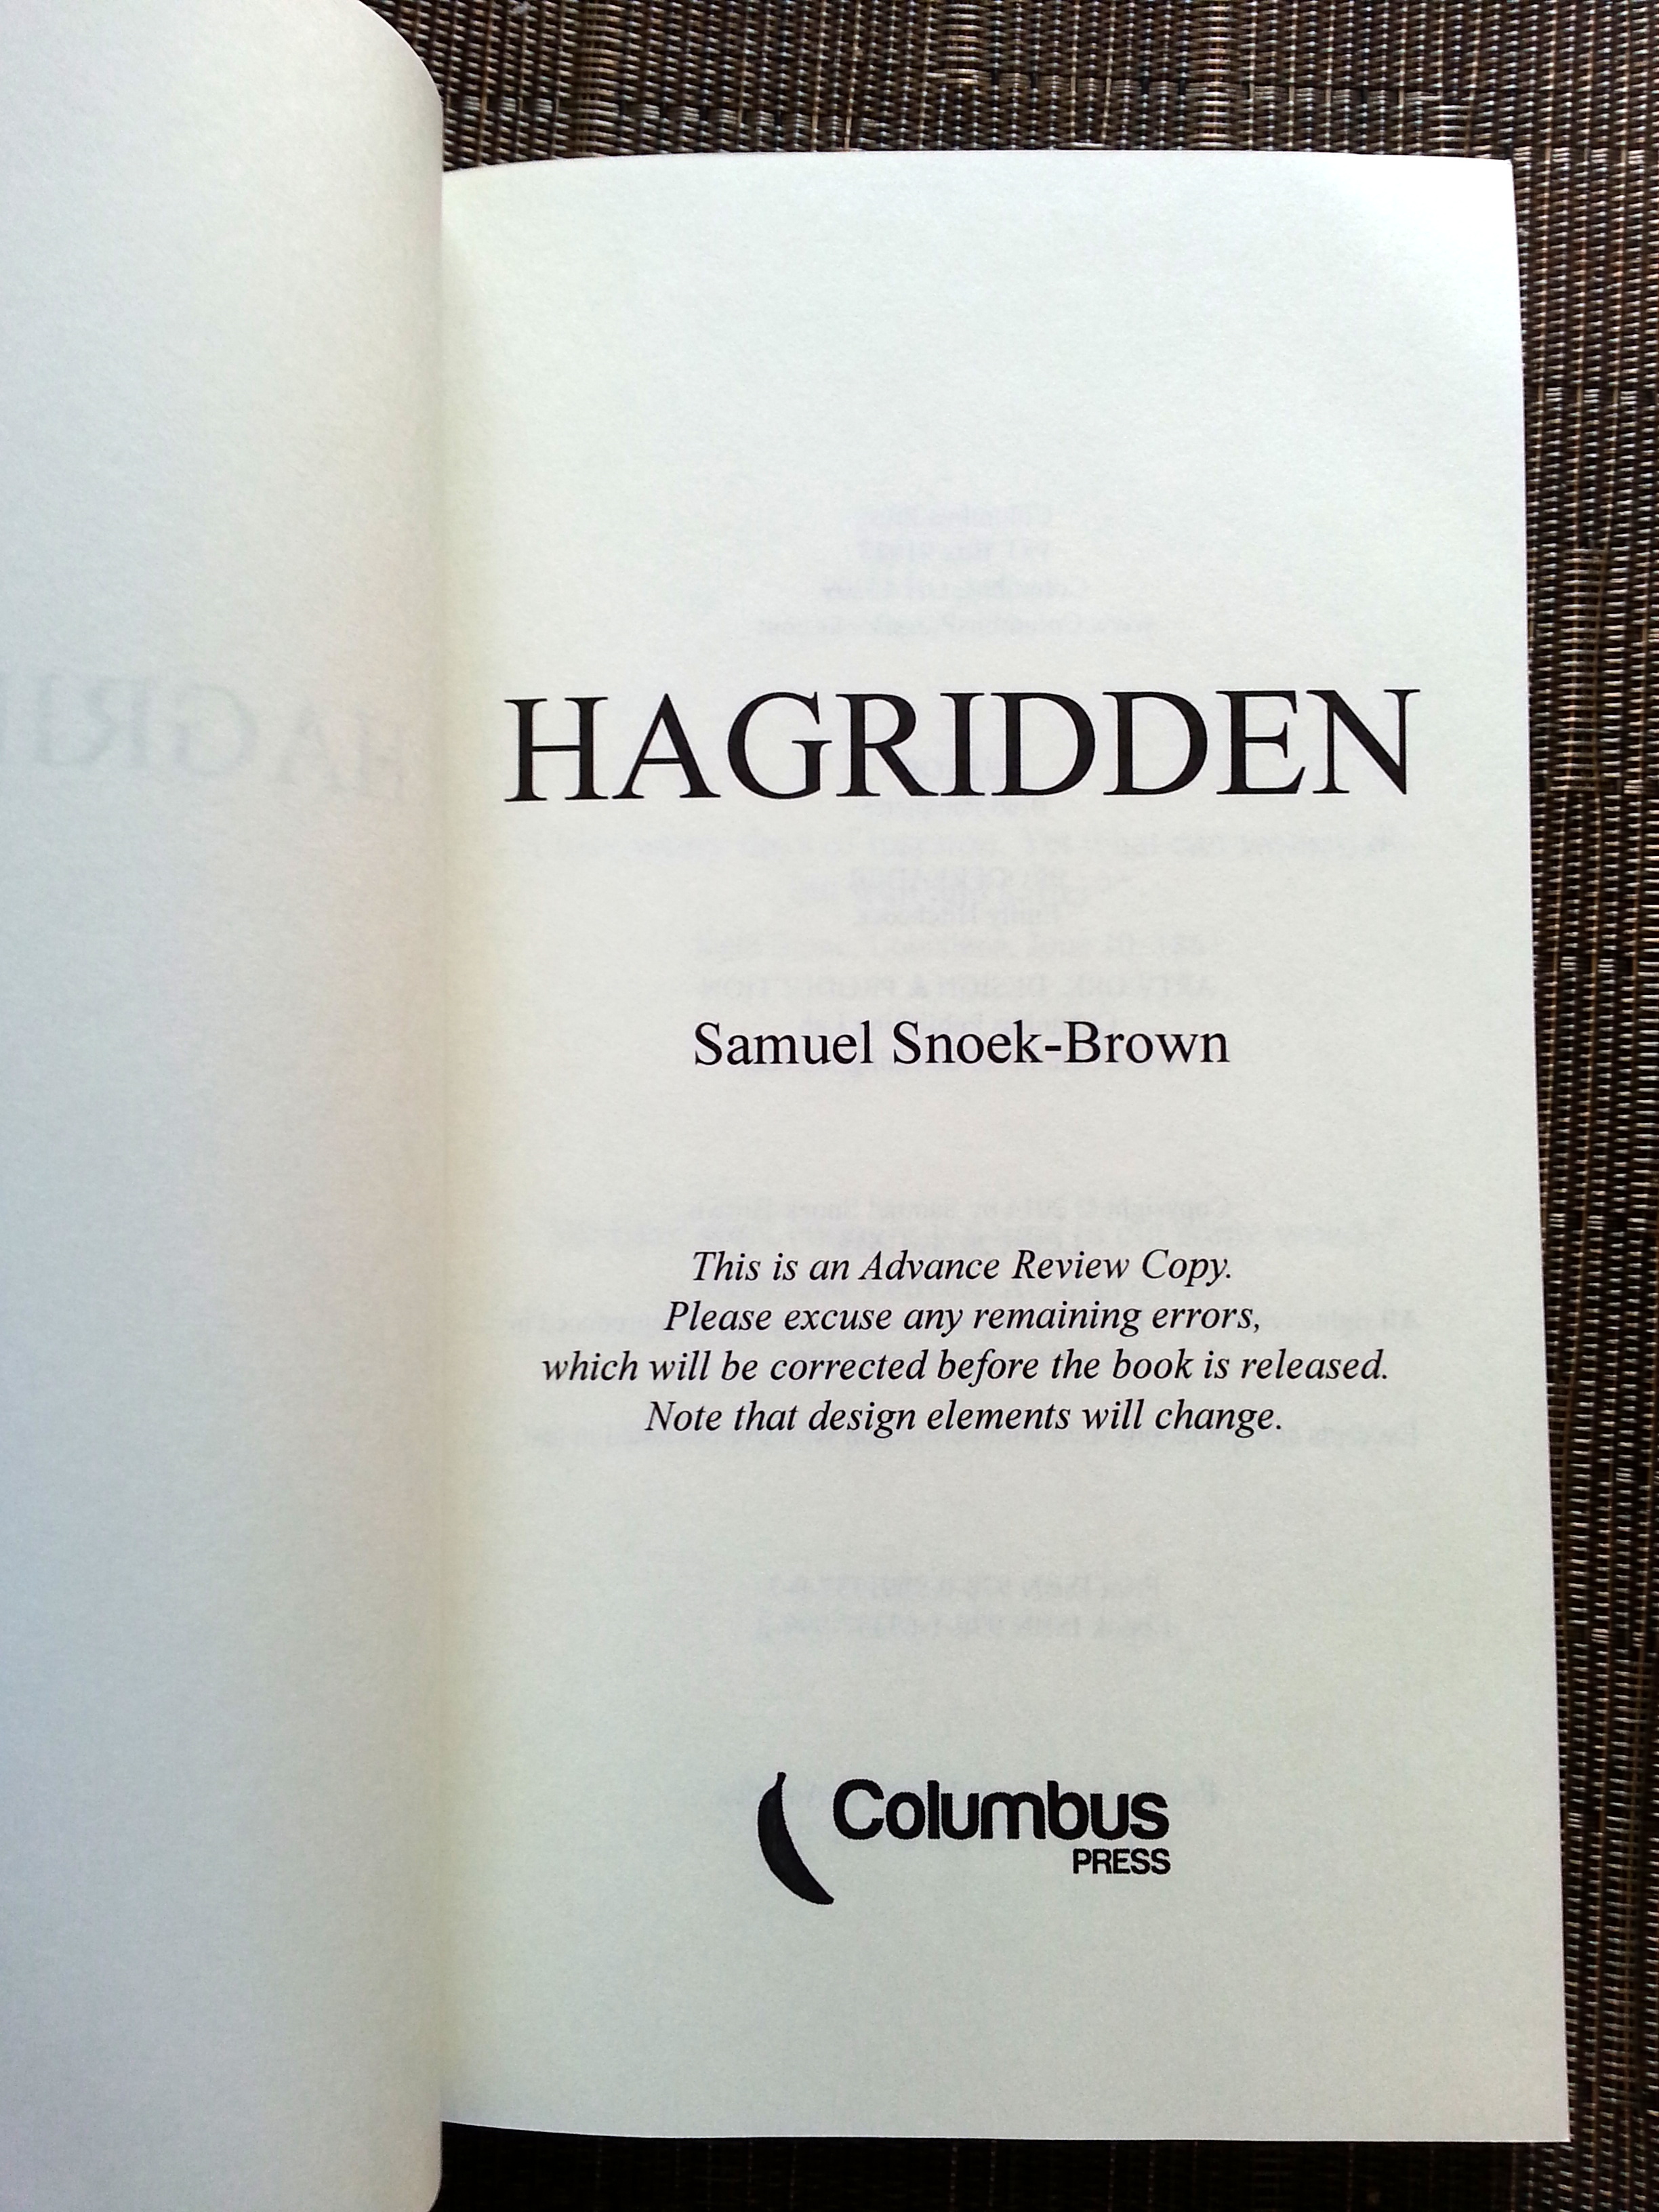 HAGRIDDEN
Samuel Snoek-Brown
This is an Advance Review Copy.
Please excuse any remaining errors,
which will be corrected before the book is released.
Note that design elements will change.
Columbus
PRESS